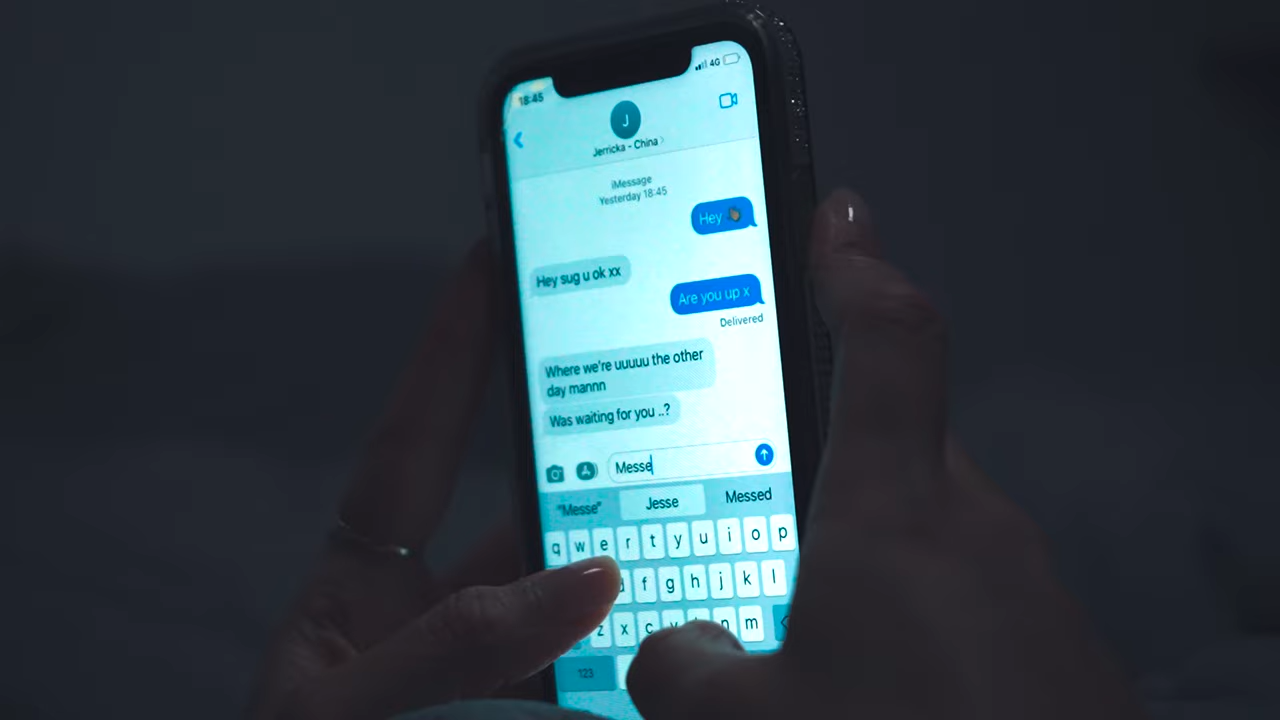 18:45
4G
J
Jerricka - China
iMessage
Yesterday 18:45
Hey 👋🏽
Hey sug u ok xx
Are you up x
Delivered
Where we're uuuuu the other
day mannn
Was waiting for you ..?
Messe
"Messe" Jesse Messed
q w e r t y u i o p
f g h j k l
z x c n m
123